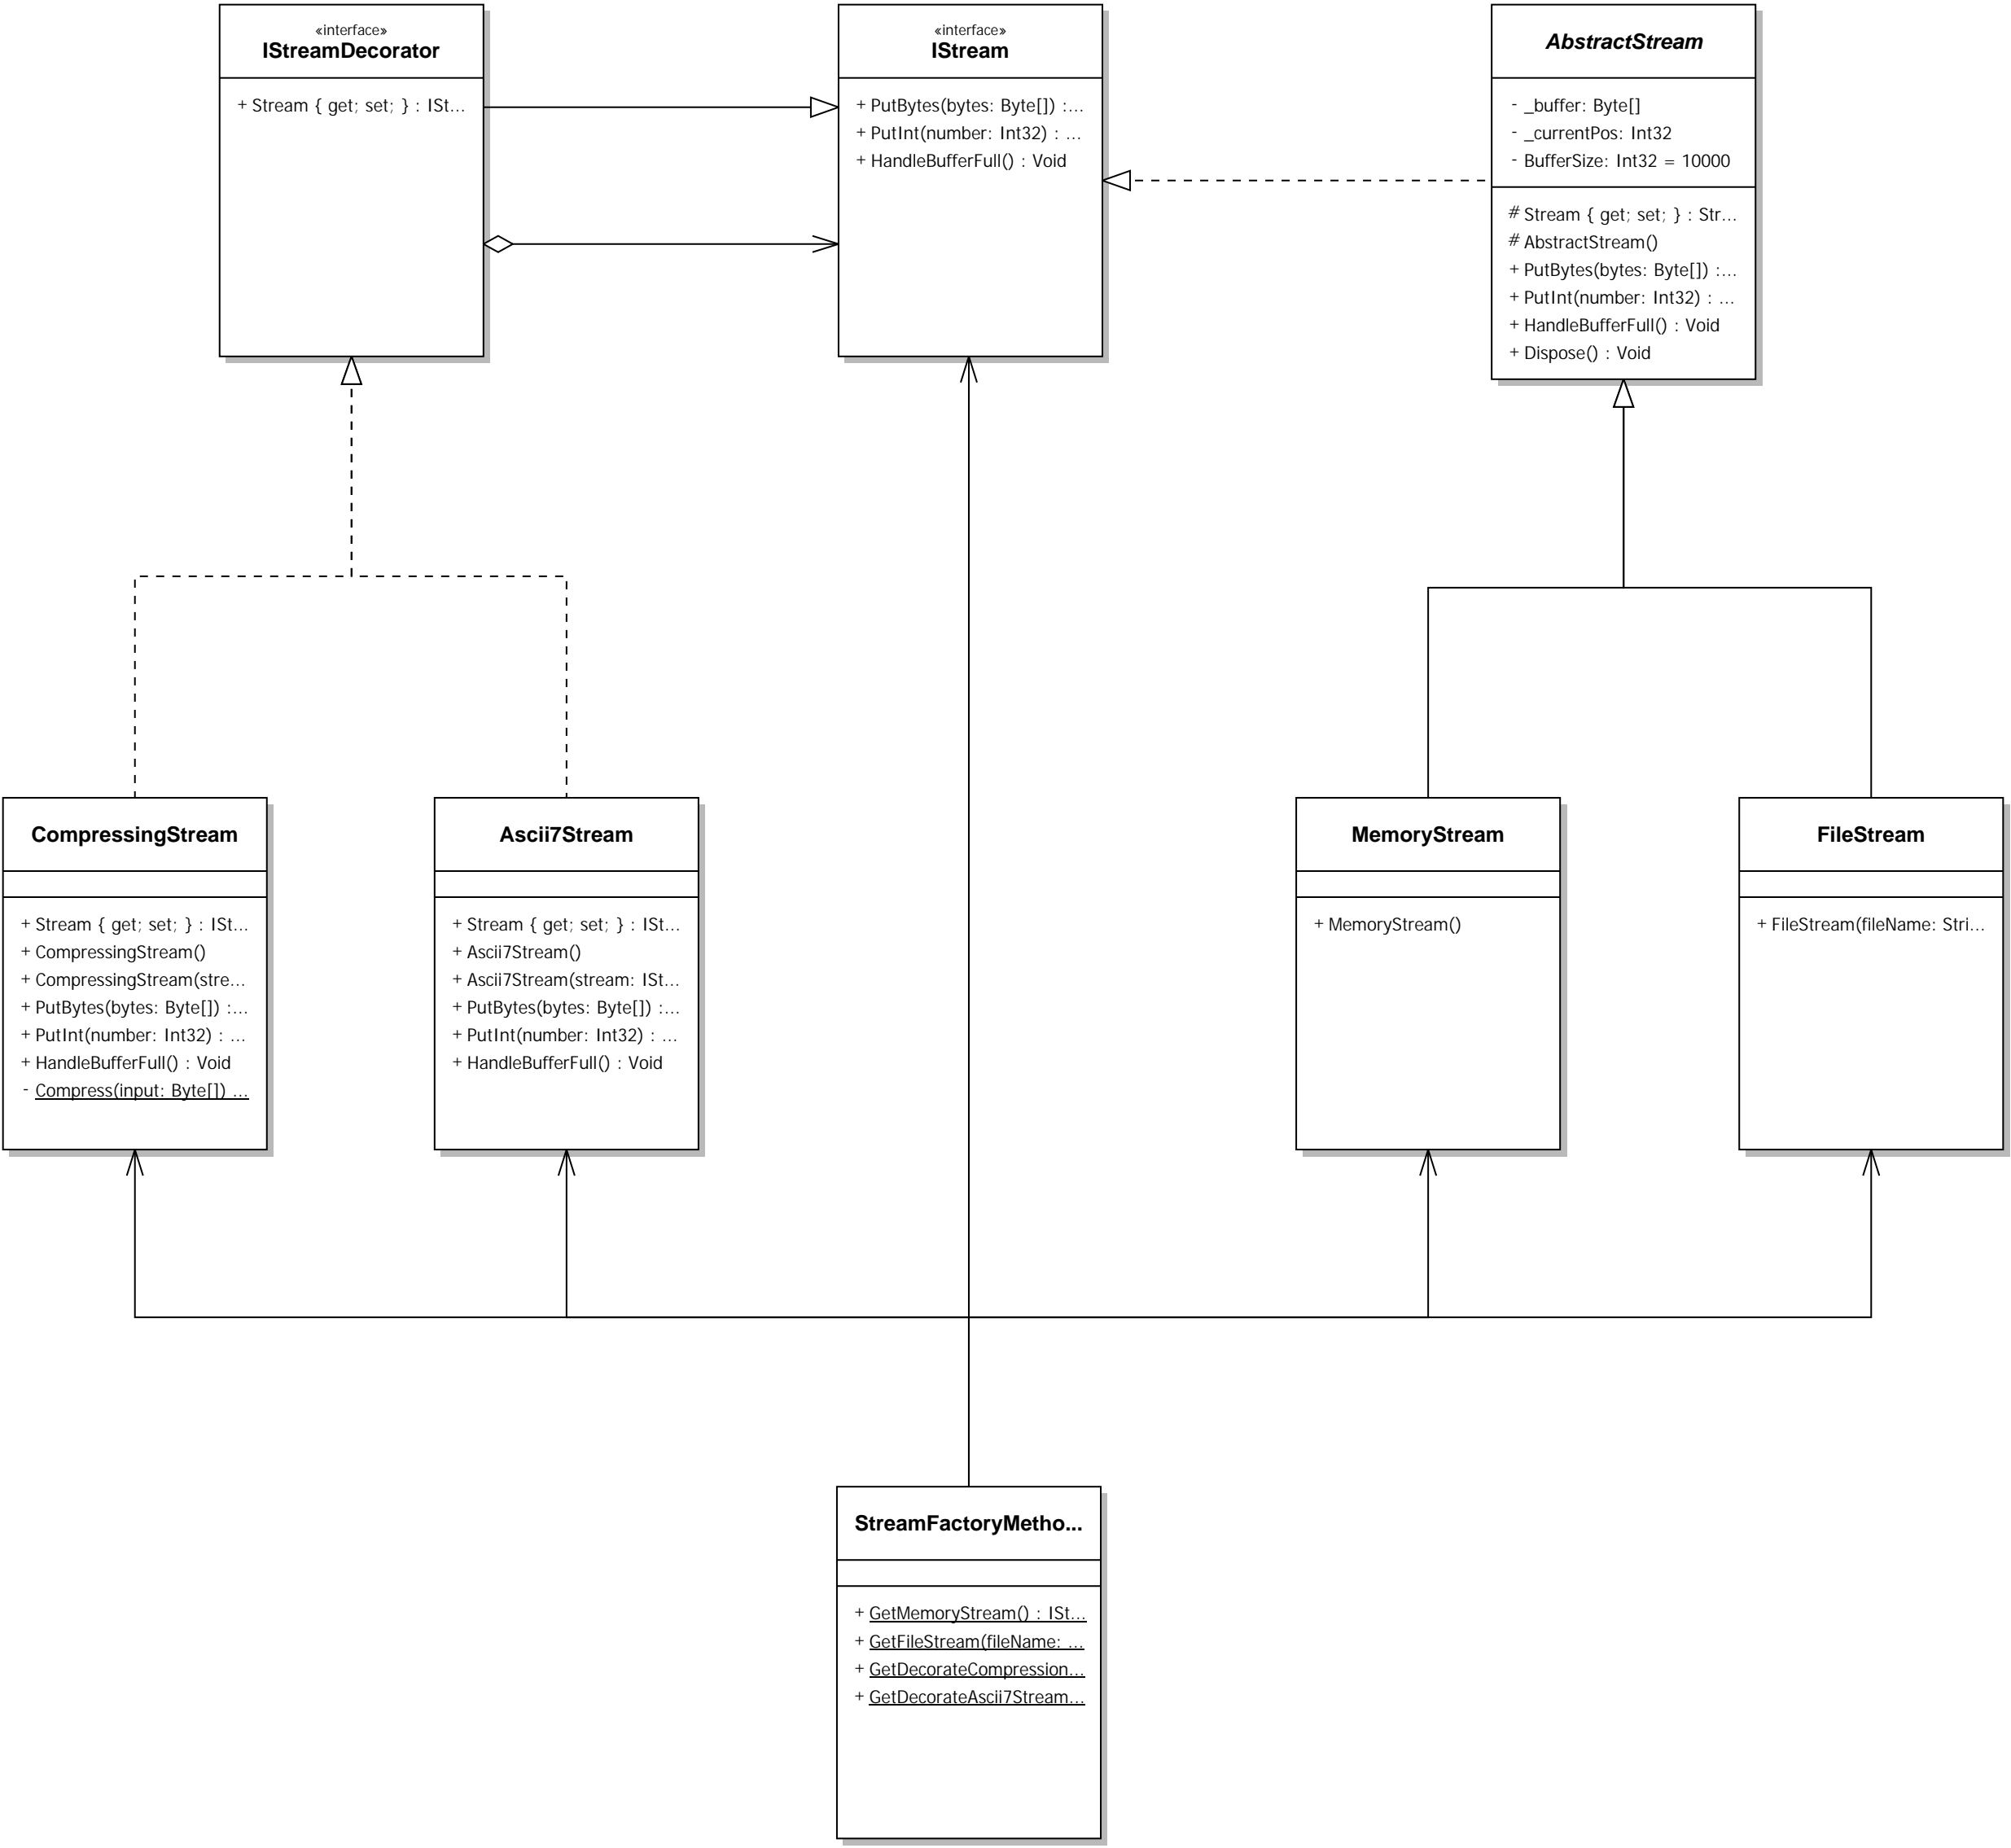 «interface»
IStreamDecorator
+ Stream { get; set; } : ISt...
«interface»
IStream
+ PutBytes(bytes: Byte[]) :...
+ PutInt(number: Int32) : ...
+ HandleBufferFull() : Void
AbstractStream
- _buffer: Byte[]
- _currentPos: Int32
- BufferSize: Int32 = 10000
# Stream { get; set; } : Str...
# AbstractStream()
+ PutBytes(bytes: Byte[]) :...
+ PutInt(number: Int32) : ...
+ HandleBufferFull() : Void
+ Dispose() : Void
CompressingStream
+ Stream { get; set; } : ISt...
+ CompressingStream()
+ CompressingStream(stre...
+ PutBytes(bytes: Byte[]) :...
+ PutInt(number: Int32) : ...
+ HandleBufferFull() : Void
- Compress(input: Byte[]) ...
Ascii7Stream
+ Stream { get; set; } : ISt...
+ Ascii7Stream()
+ Ascii7Stream(stream: ISt...
+ PutBytes(bytes: Byte[]) :...
+ PutInt(number: Int32) : ...
+ HandleBufferFull() : Void
MemoryStream
+ MemoryStream()
FileStream
+ FileStream(fileName: Stri...
StreamFactoryMetho...
+ GetMemoryStream() : ISt...
+ GetFileStream(fileName: ...
+ GetDecorateCompression...
+ GetDecorateAscii7Stream...